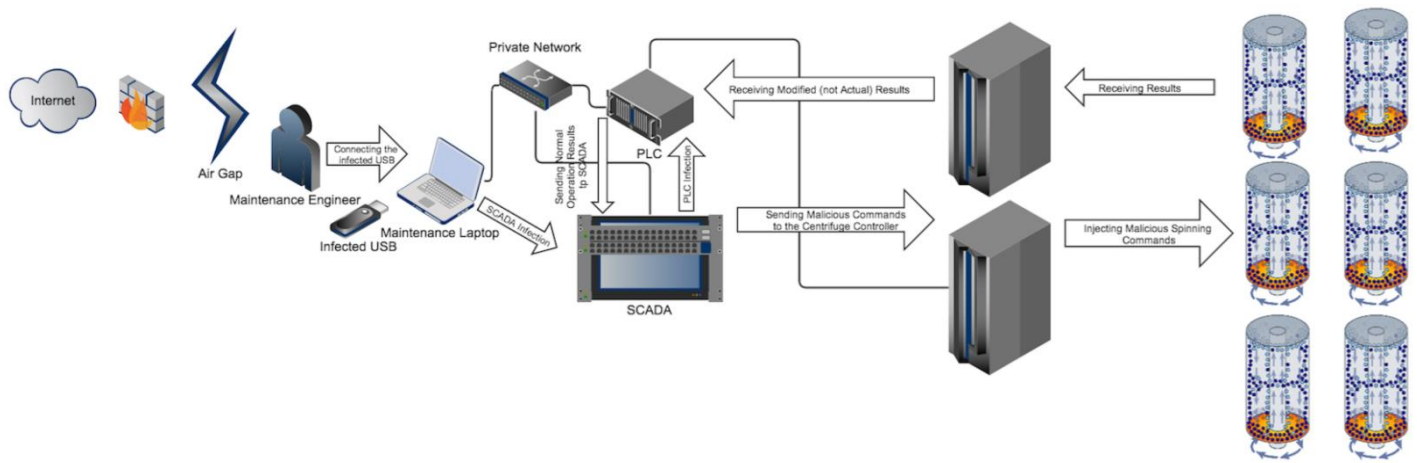 Internet
Air Gap
Maintenance Engineer
Connecting the
infected USB
Infected USB
Maintenance Laptop
SCADA Infection
Private Network
PLC
Sending Normal
Operation Results
tp SCADA
PLC Infection
SCADA
Receiving Modified (not Actual) Results
Receiving Results
Sending Malicious Commands
to the Centrifuge Controller
Injecting Malicious Spinning
Commands